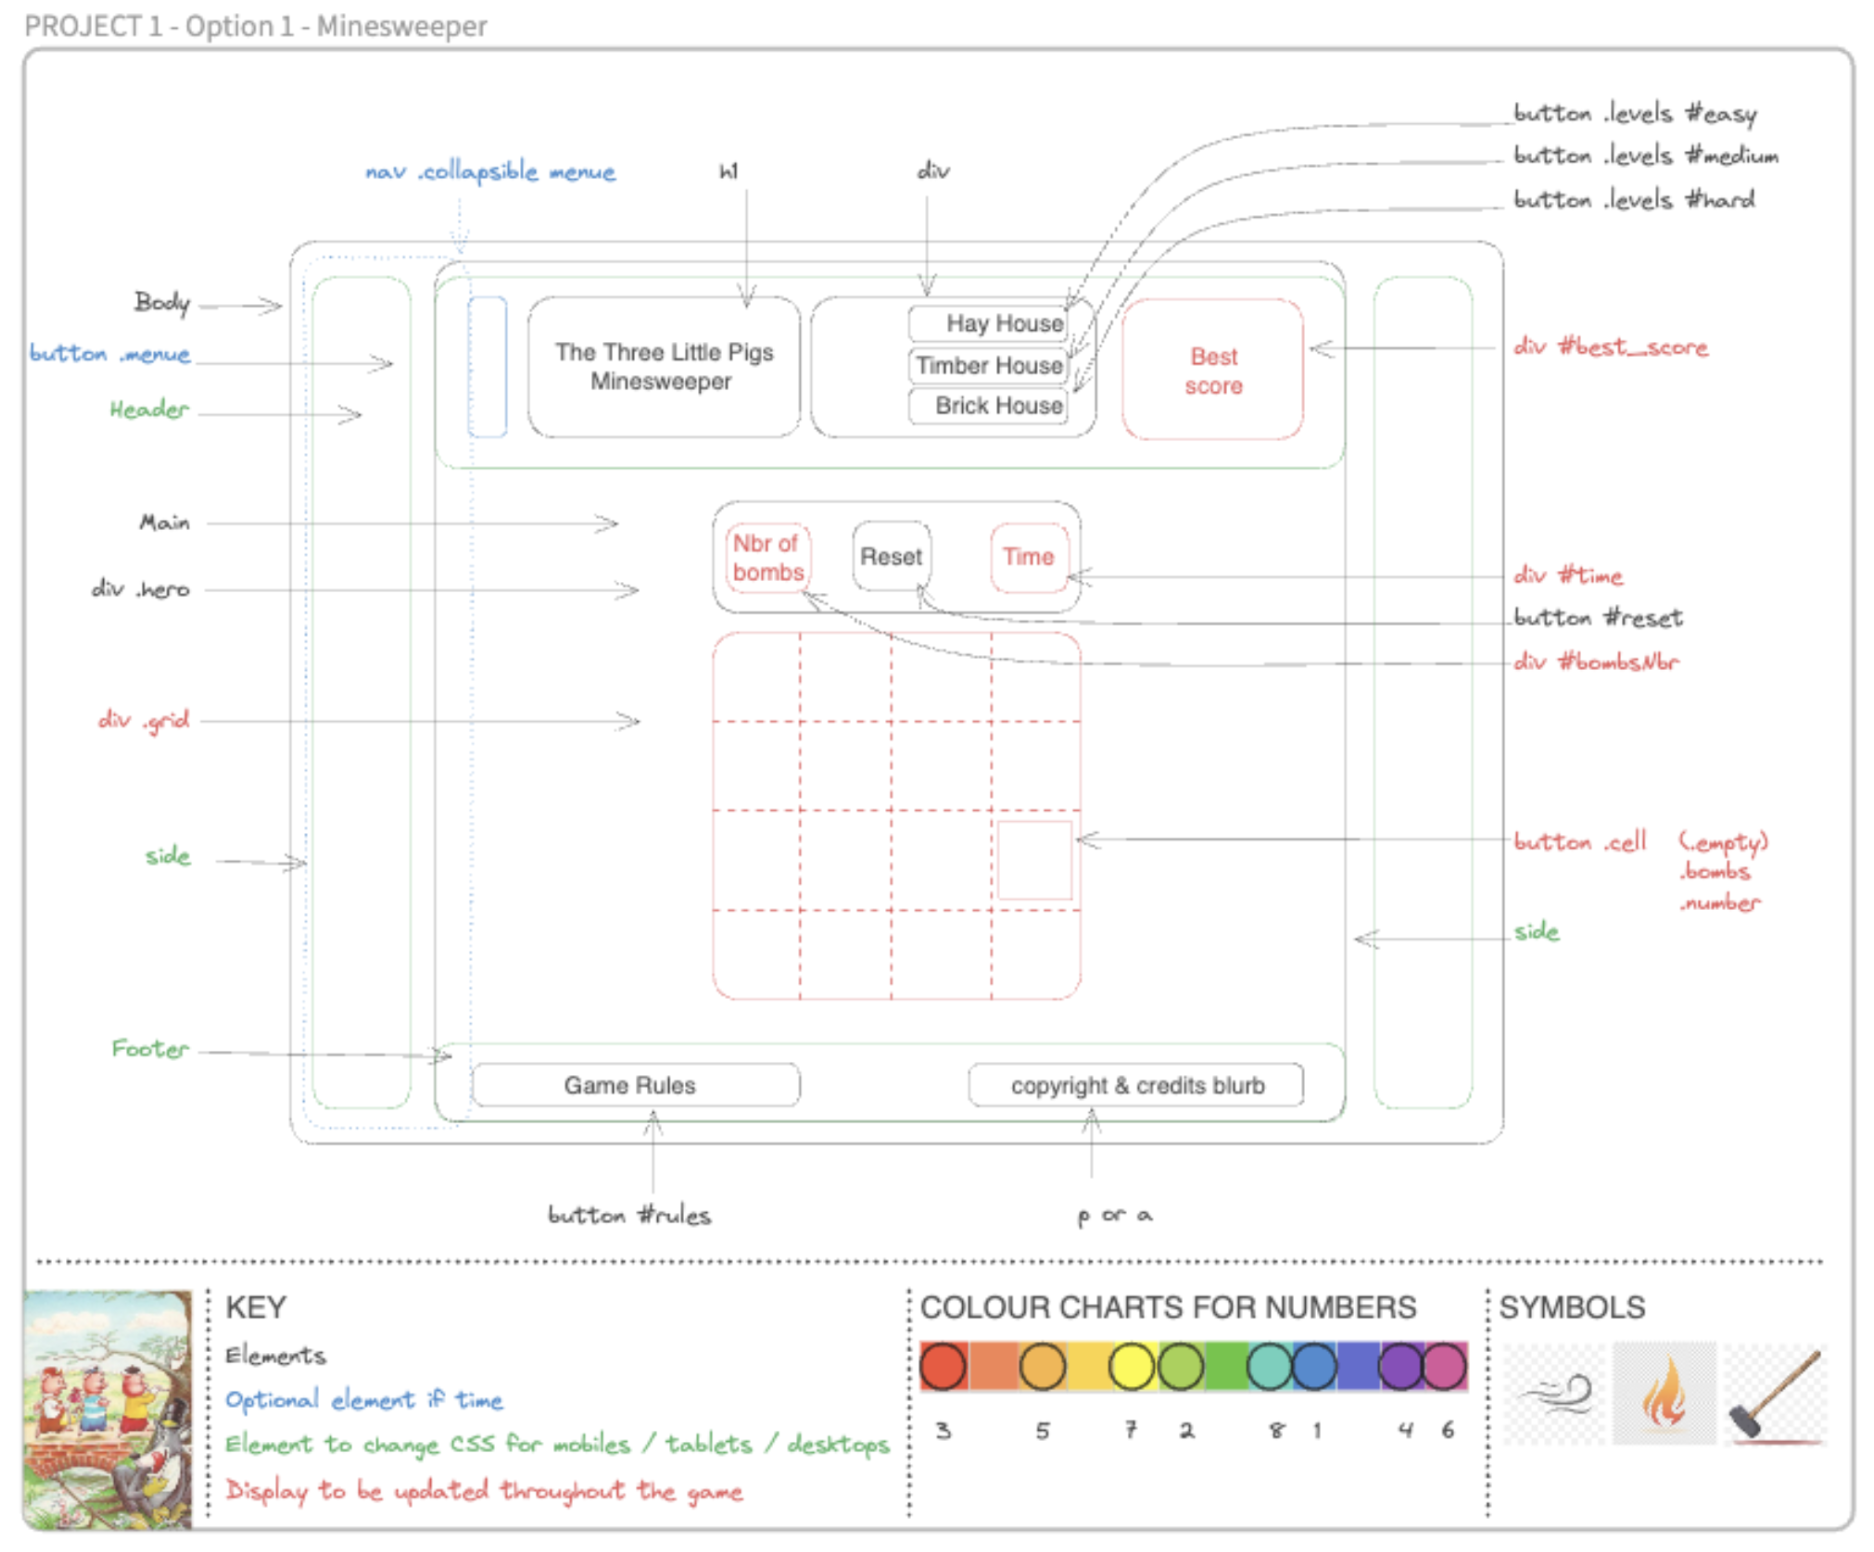 PROJECT 1 - Option 1 - Minesweeper
button .levels #easy
button .levels #medium
button .levels #hard
nav .collapsible menue
h1
div
Body
button .menue
Header
The Three Little Pigs
Minesweeper
Hay House
Timber House
Brick House
Best
score
div #best_score
Main
div .hero
Nbr of
bombs
Reset
Time
div #time
button #reset
div #bombsNbr
div .grid
button .cell (.empty)
.bombs
.number
side
side
Footer
Game Rules
copyright & credits blurb
button #rules
p or a
KEY
Elements
Optional element if time
Element to change CSS for mobiles / tablets / desktops
Display to be updated throughout the game
COLOUR CHARTS FOR NUMBERS
3 5 7 2 8 1 4 6
SYMBOLS